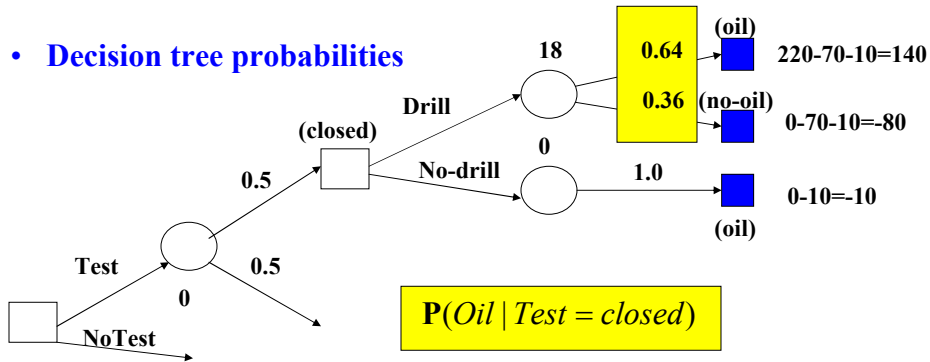 • Decision tree probabilities
18
0.64
(oil)
220-70-10=140
Drill
0.36
(no-oil)
0-70-10=-80
(closed)
0
No-drill
1.0
0-10=-10
(oil)
0.5
Test
0.5
0
NoTest
P(Oil | Test = closed)